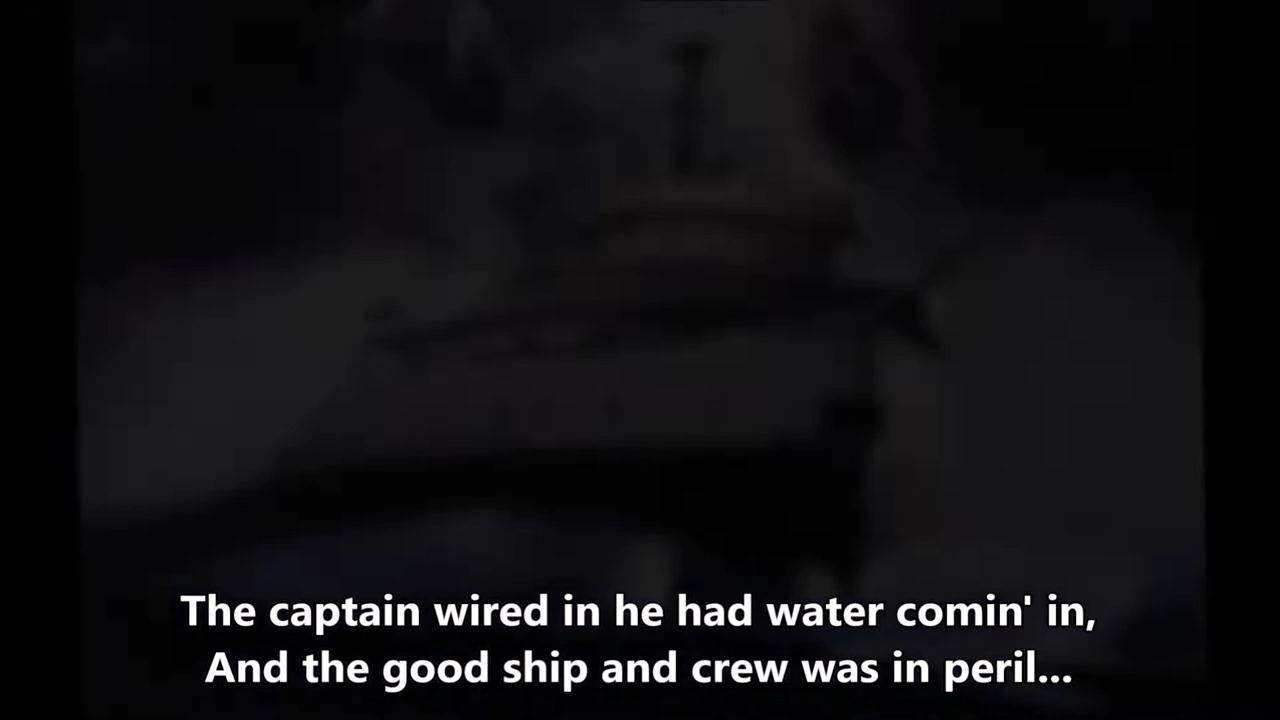 The captain wired in he had water comin' in,
And the good ship and crew was in peril...